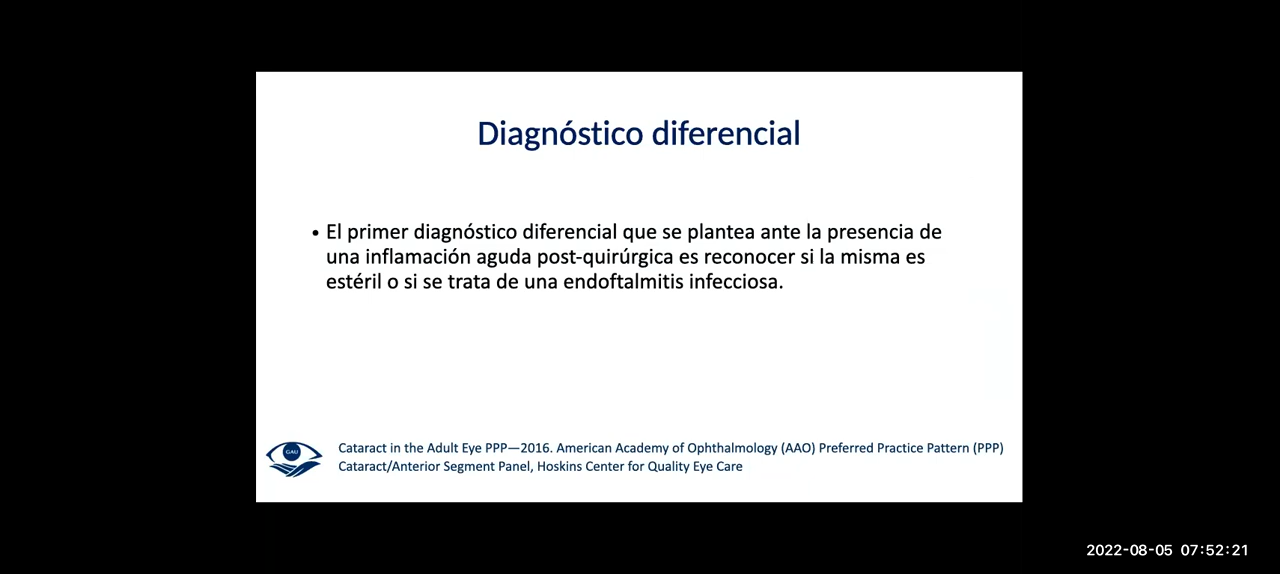 Diagnóstico diferencial
• El primer diagnóstico diferencial que se plantea ante la presencia de
una inflamación aguda post-quirúrgica es reconocer si la misma es
estéril o si se trata de una endoftalmitis infecciosa.
GAU
Cataract in the Adult Eye PPP—2016. American Academy of Ophthalmology (AAO) Preferred Practice Pattern (PPP)
Cataract/Anterior Segment Panel, Hoskins Center for Quality Eye Care
2022-08-05 07:52:21